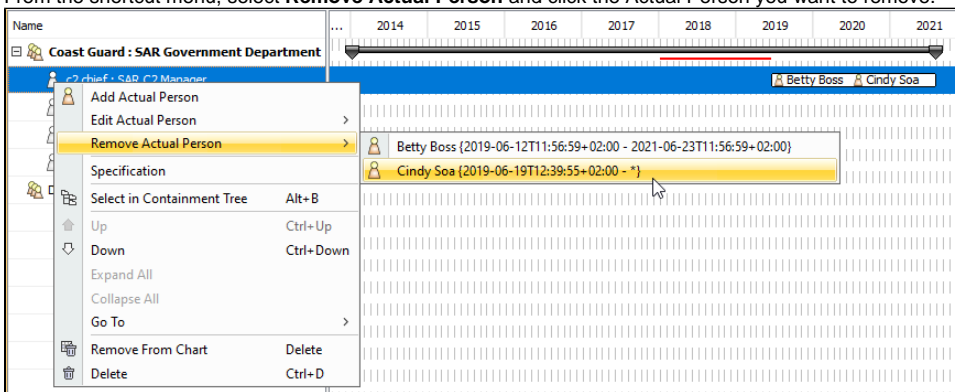 From the shortcut menu, select Remove Actual Person and click the Actual Person you want to remove.
Name ... 2014 2015 2016 2017 2018 2019 2020 2021
Coast Guard : SAR Government Department
c2 chief : SAR C2 Manager Betty Boss Cindy Soa
Add Actual Person
Edit Actual Person
Remove Actual Person
Betty Boss {2019-06-12T11:56:59+02:00 - 2021-06-23T11:56:59+02:00}
Specification
Cindy Soa {2019-06-19T12:39:55+02:00 - *}
Select in Containment Tree Alt+B
Up Ctrl+Up
Down Ctrl+Down
Expand All
Collapse All
Go To
Remove From Chart Delete
Delete Ctrl+D